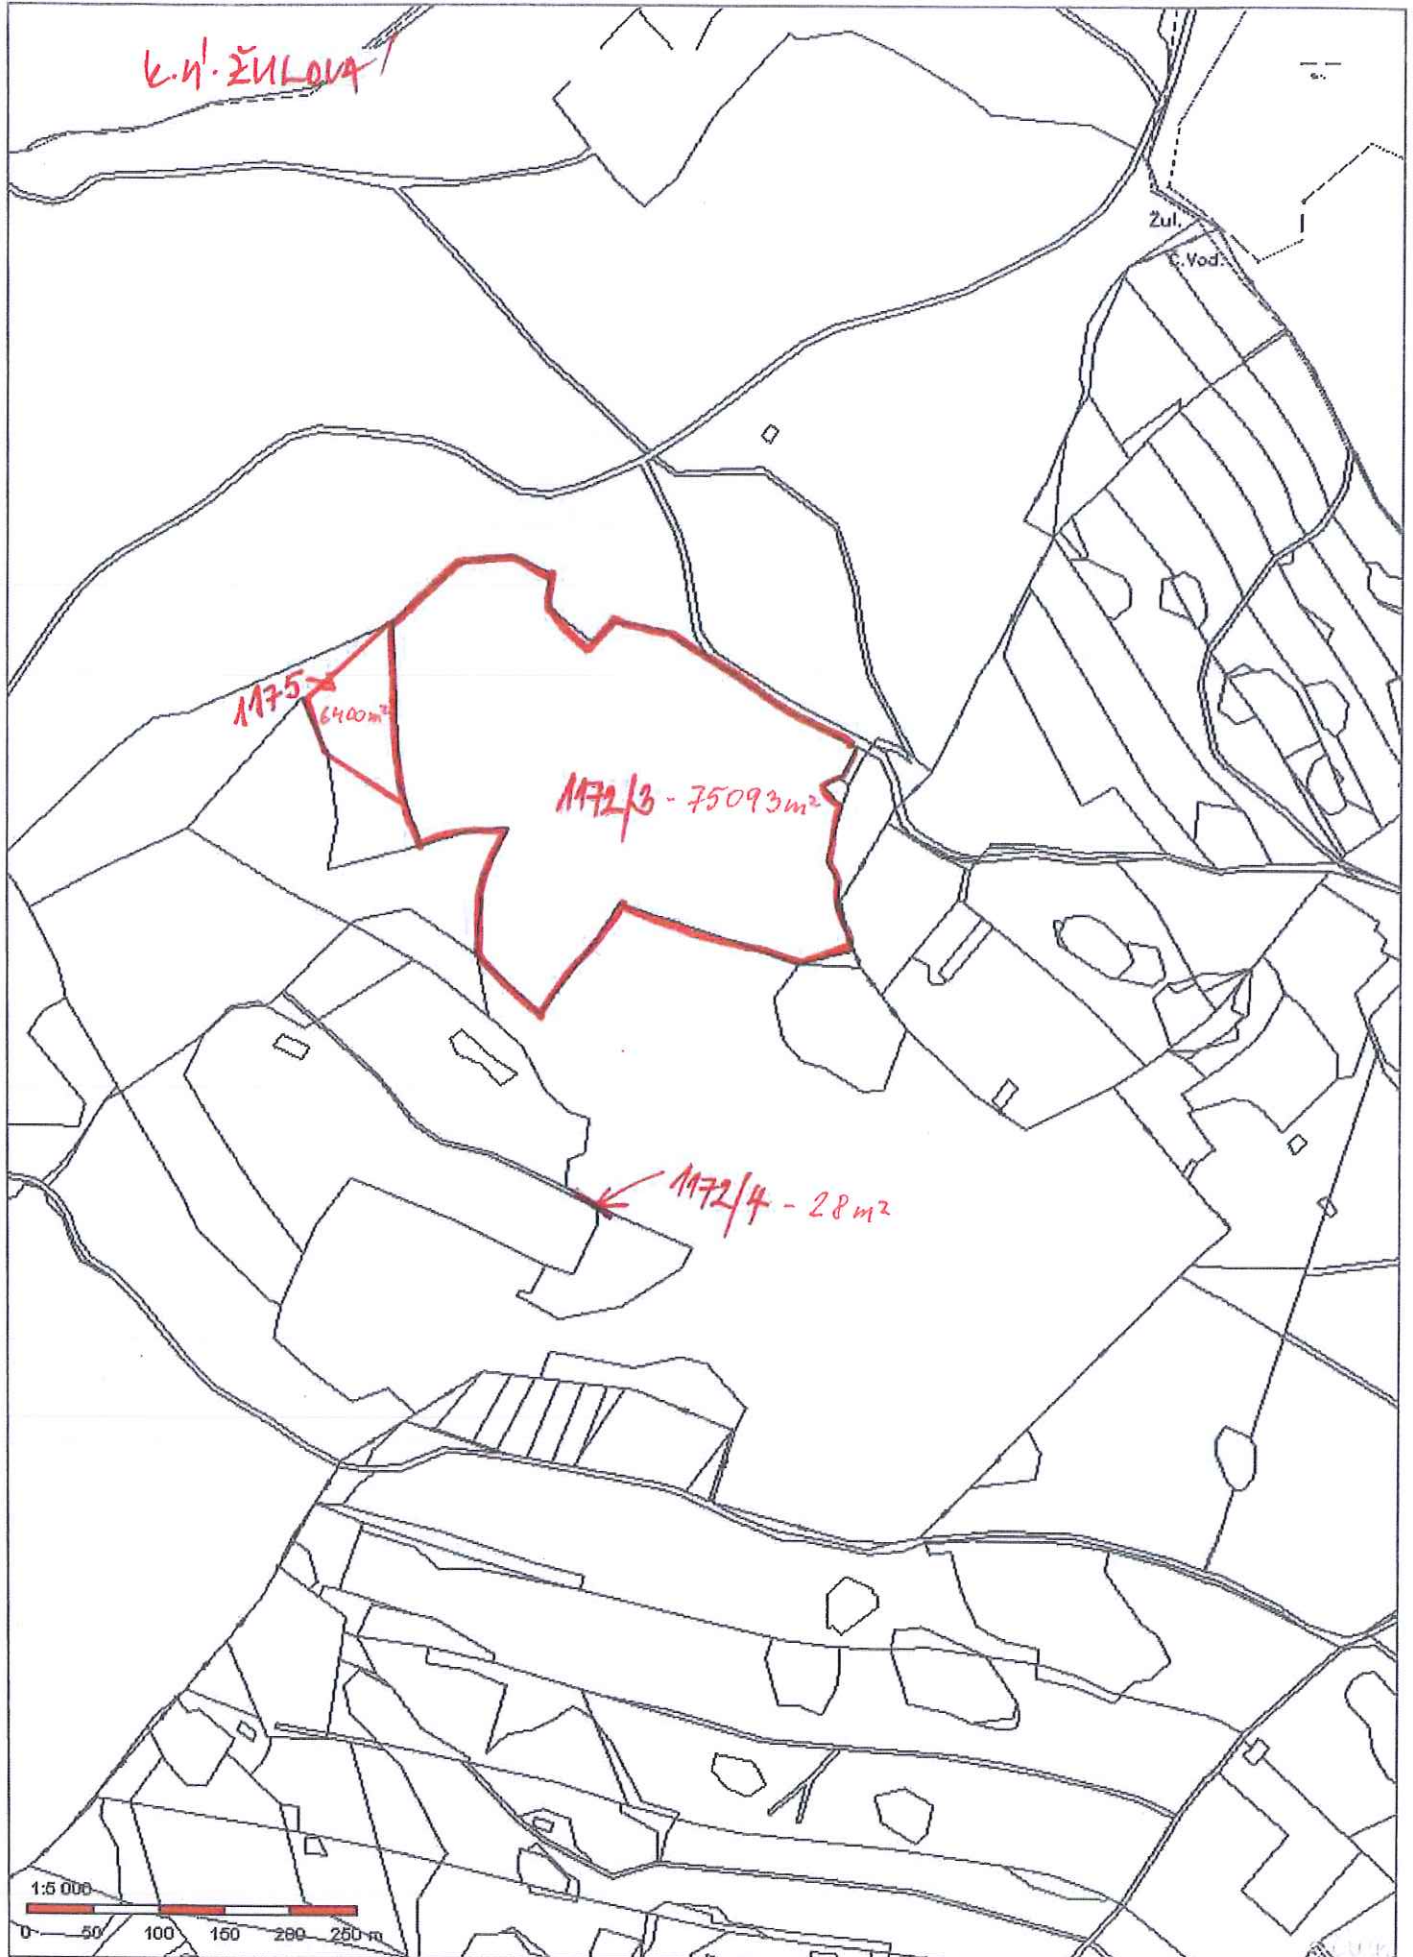 k.ú. ŽULOVÁ
Žul.
Č.Vod.
1175
6400m²
1172/3 - 75093m²
1172/4 - 28m²
1:5 000
0 50 100 150 200 250 m